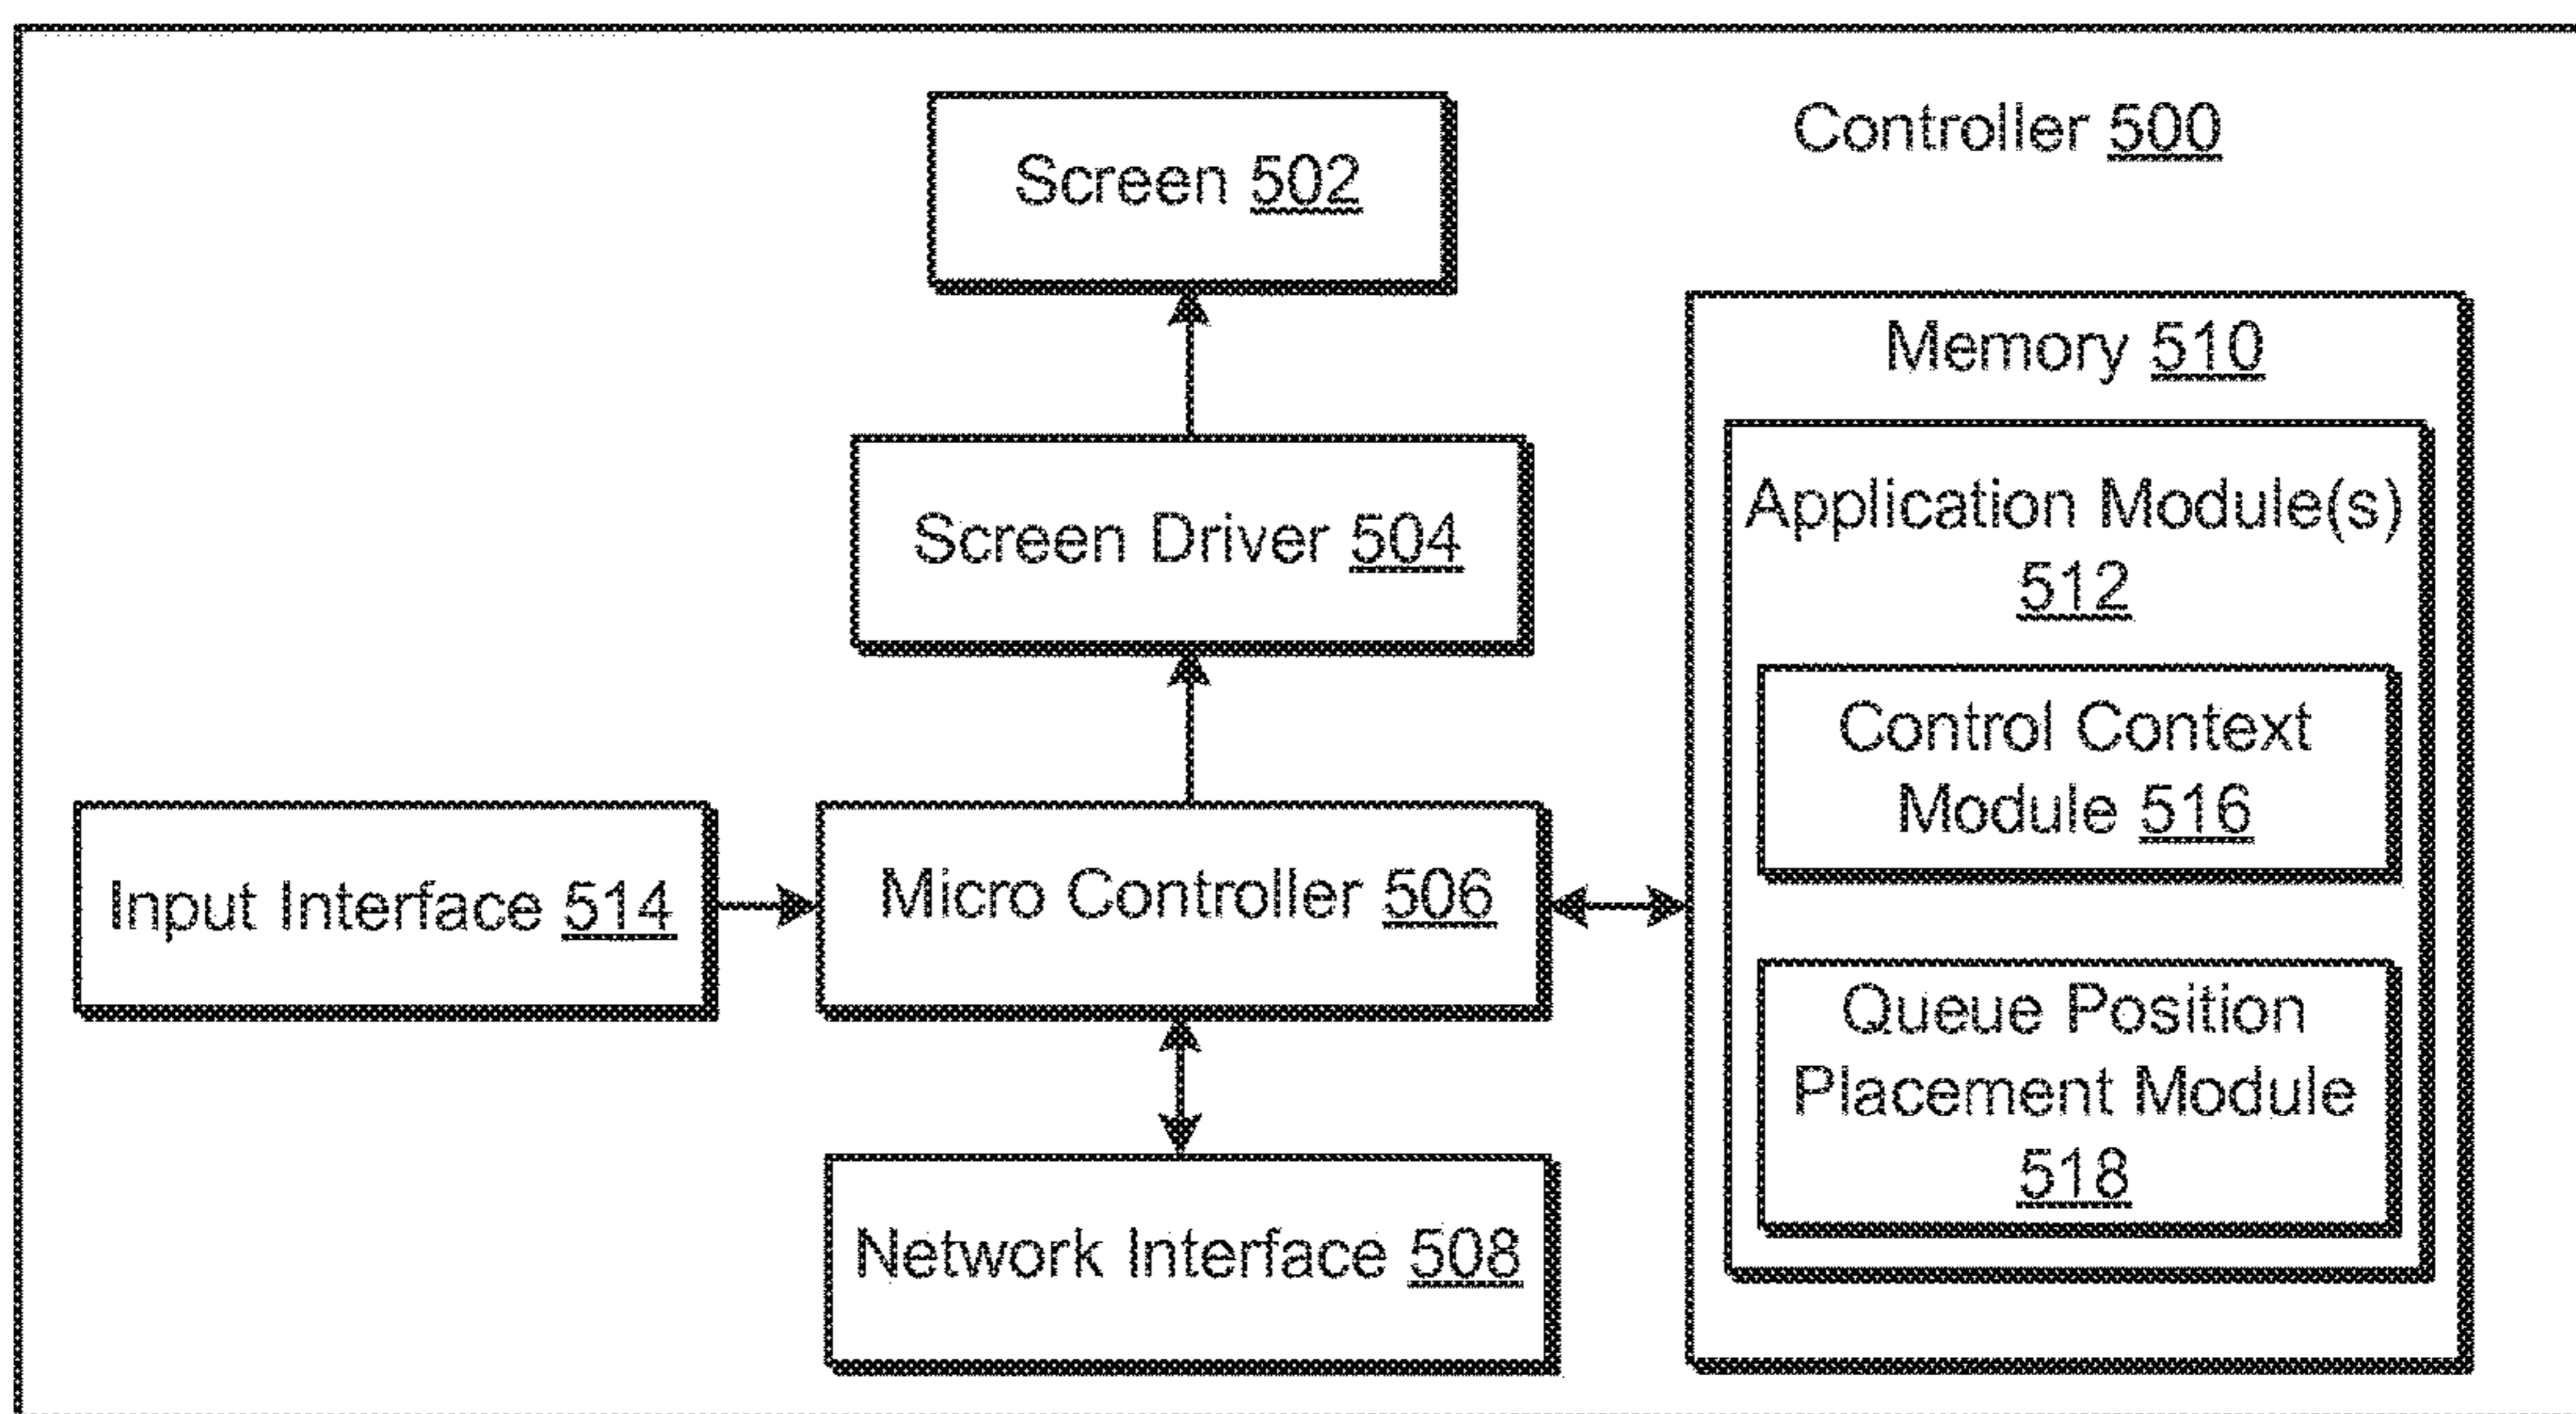 Controller 500
Screen 502
Memory 510
Screen Driver 504
Application Module(s)
512
Control Context
Module 516
Input Interface 514
Micro Controller 506
Queue Position
Placement Module
518
Network Interface 508